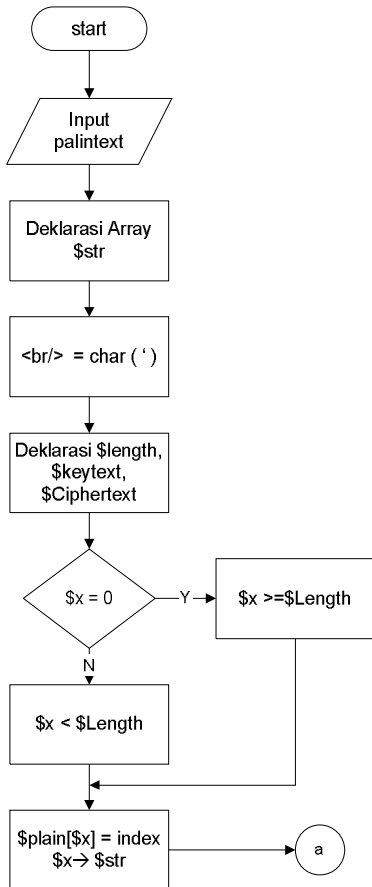 start
Input
palintext
Deklarasi Array
$str
<br/> = char ( ‘ )
Deklarasi $length,
$keytext,
$Ciphertext
$x = 0
Y
$x >=$Length
N
$x < $Length
$plain[$x] = index
$x→ $str
a